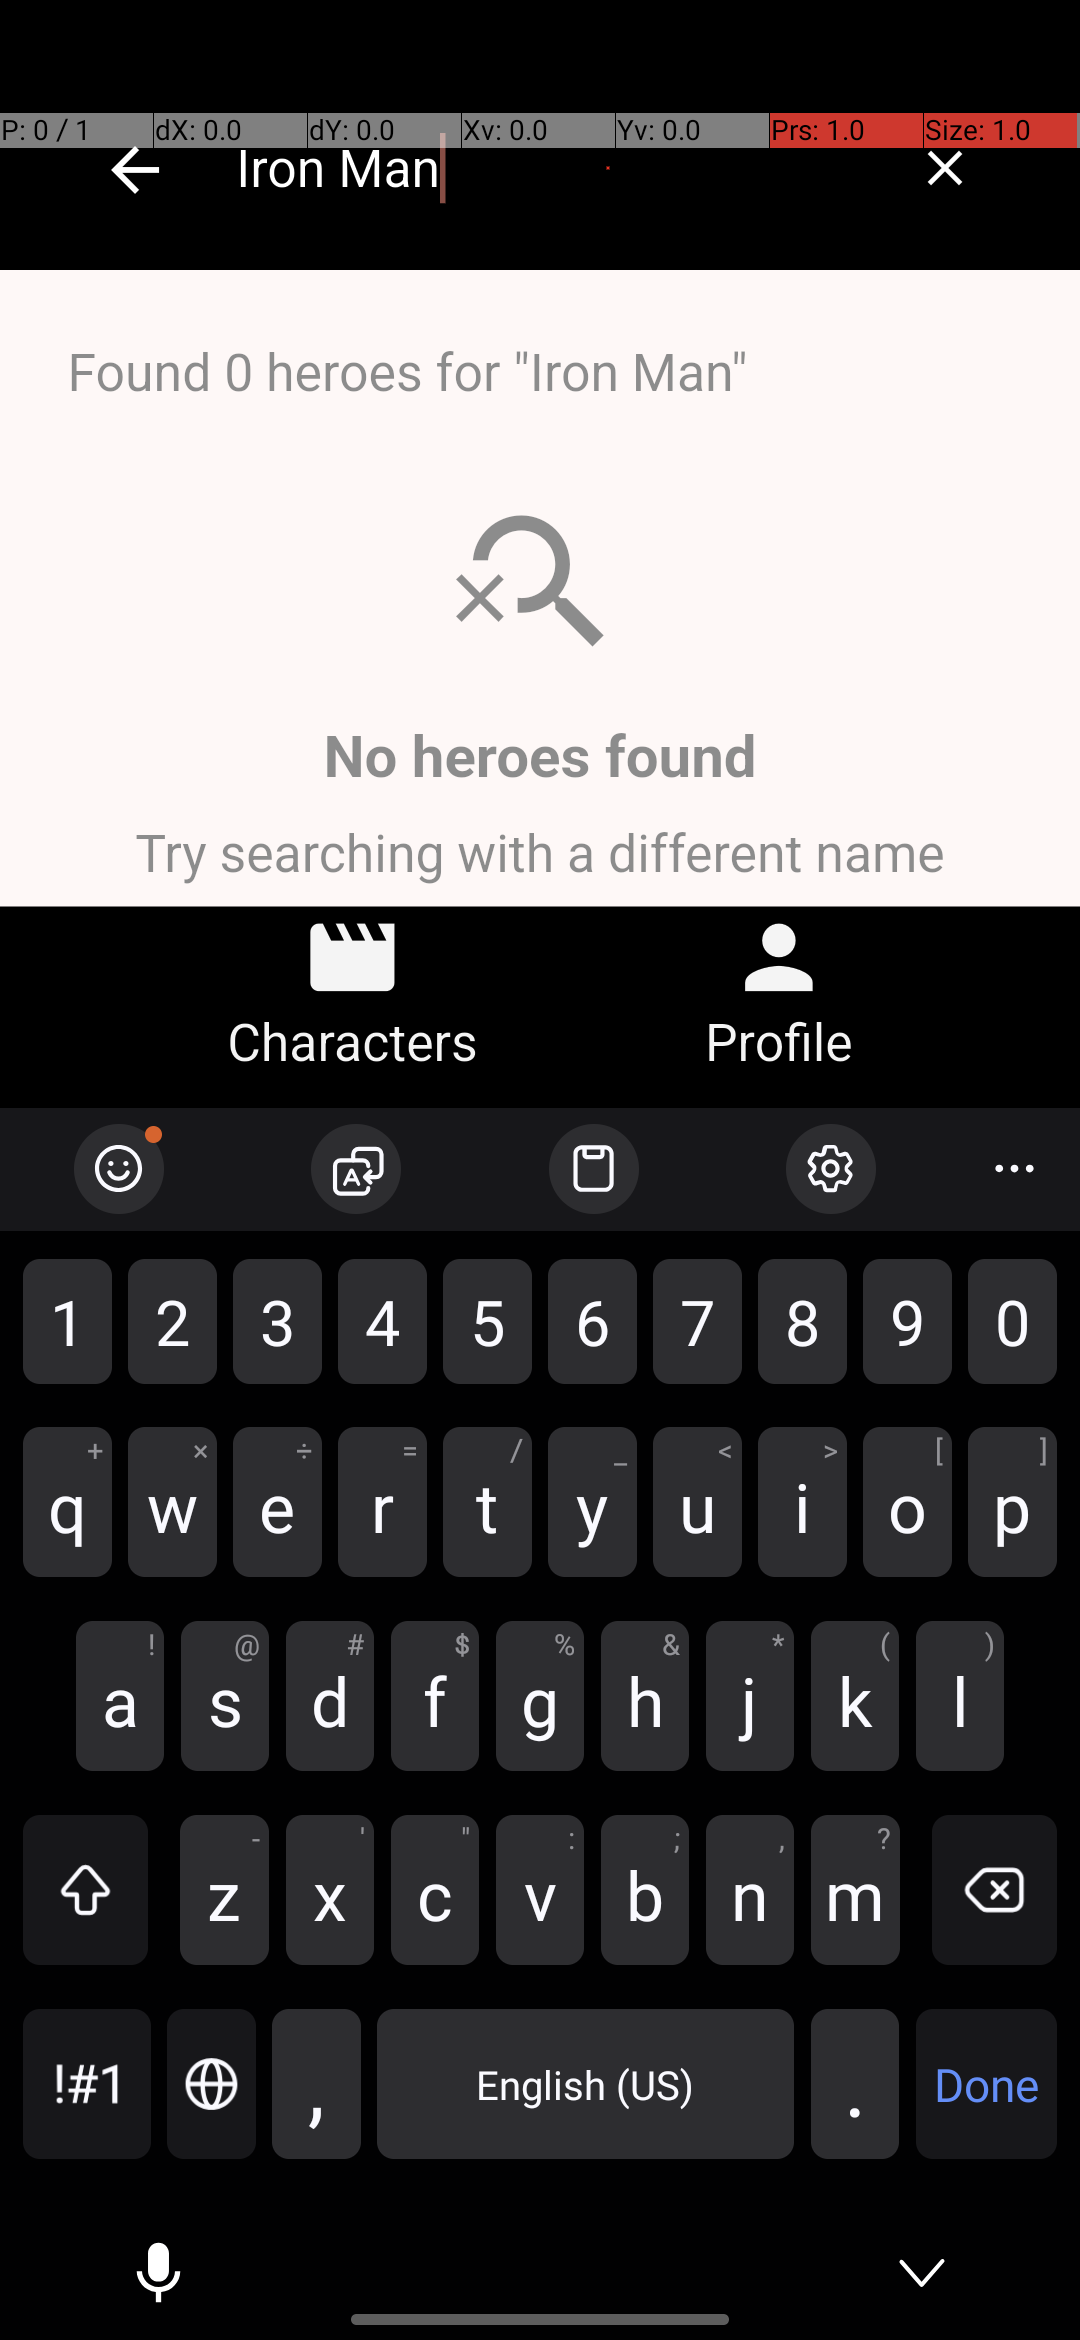 P: 0 / 1 dX: 0.0 dY: 0.0 Xv: 0.0 Yv: 0.0 Prs: 1.0 Size: 1.0
Iron Man
Found 0 heroes for "Iron Man"
No heroes found
Try searching with a different name
Characters Profile
1 2 3 4 5 6 7 8 9 0
+ × ÷ = / _ < > [ ]
q w e r t y u i o p
! @ # $ % & * ( )
a s d f g h j k l
- ' " : ; , ?
z x c v b n m
!#1 , English (US) . Done